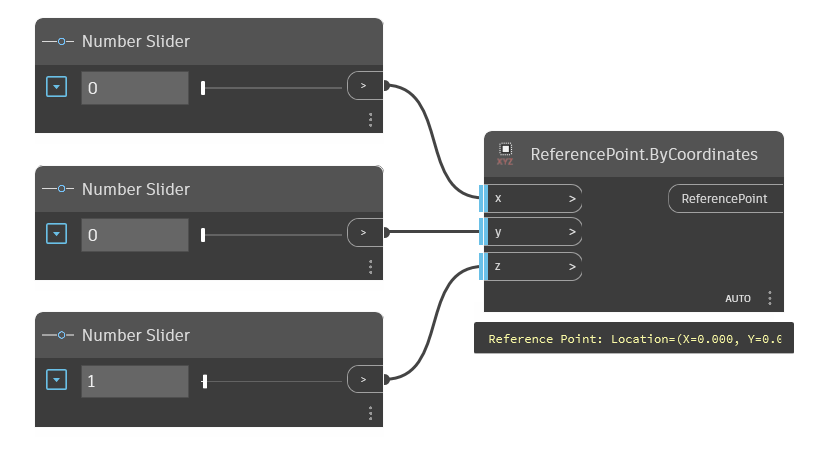 Number Slider
0
>
Number Slider
0
>
Number Slider
1
>
XYZ
ReferencePoint.ByCoordinates
x >
ReferencePoint
y >
z >
AUTO
Reference Point: Location=(X=0.000, Y=0.0